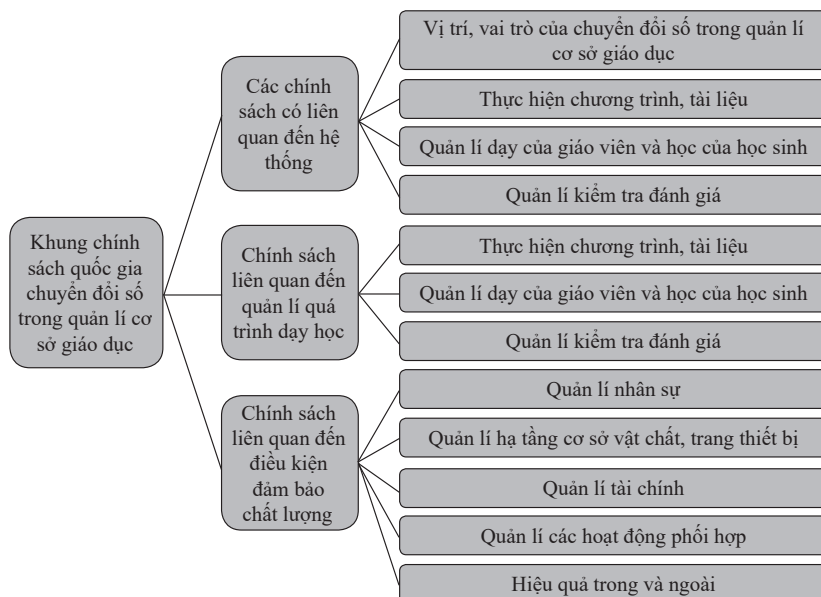 Khung chính
sách quốc gia
chuyển đổi số
trong quản lí cơ
sở giáo dục
Các chính
sách có liên
quan đến hệ
thống
Vị trí, vai trò của chuyển đổi số trong quản lí
cơ sở giáo dục
Thực hiện chương trình, tài liệu
Quản lí dạy của giáo viên và học của học sinh
Quản lí kiểm tra đánh giá
Chính sách
liên quan đến
quản lí quá
trình dạy học
Thực hiện chương trình, tài liệu
Quản lí dạy của giáo viên và học của học sinh
Quản lí kiểm tra đánh giá
Chính sách
liên quan đến
điều kiện
đảm bảo
chất lượng
Quản lí nhân sự
Quản lí hạ tầng cơ sở vật chất, trang thiết bị
Quản lí tài chính
Quản lí các hoạt động phối hợp
Hiệu quả trong và ngoài